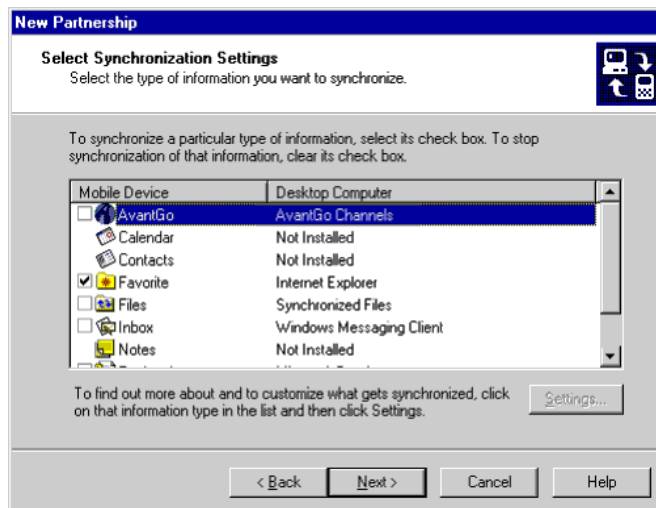 New Partnership
Select Synchronization Settings
Select the type of information you want to synchronize.
To synchronize a particular type of information, select its check box. To stop
synchronization of that information, clear its check box.
Mobile Device Desktop Computer
AvantGo AvantGo Channels
Calendar Not Installed
Contacts Not Installed
Favorite Internet Explorer
Files Synchronized Files
Inbox Windows Messaging Client
Notes Not Installed
To find out more about and to customize what gets synchronized, click
on that information type in the list and then click Settings.
Settings...
< Back Next > Cancel Help